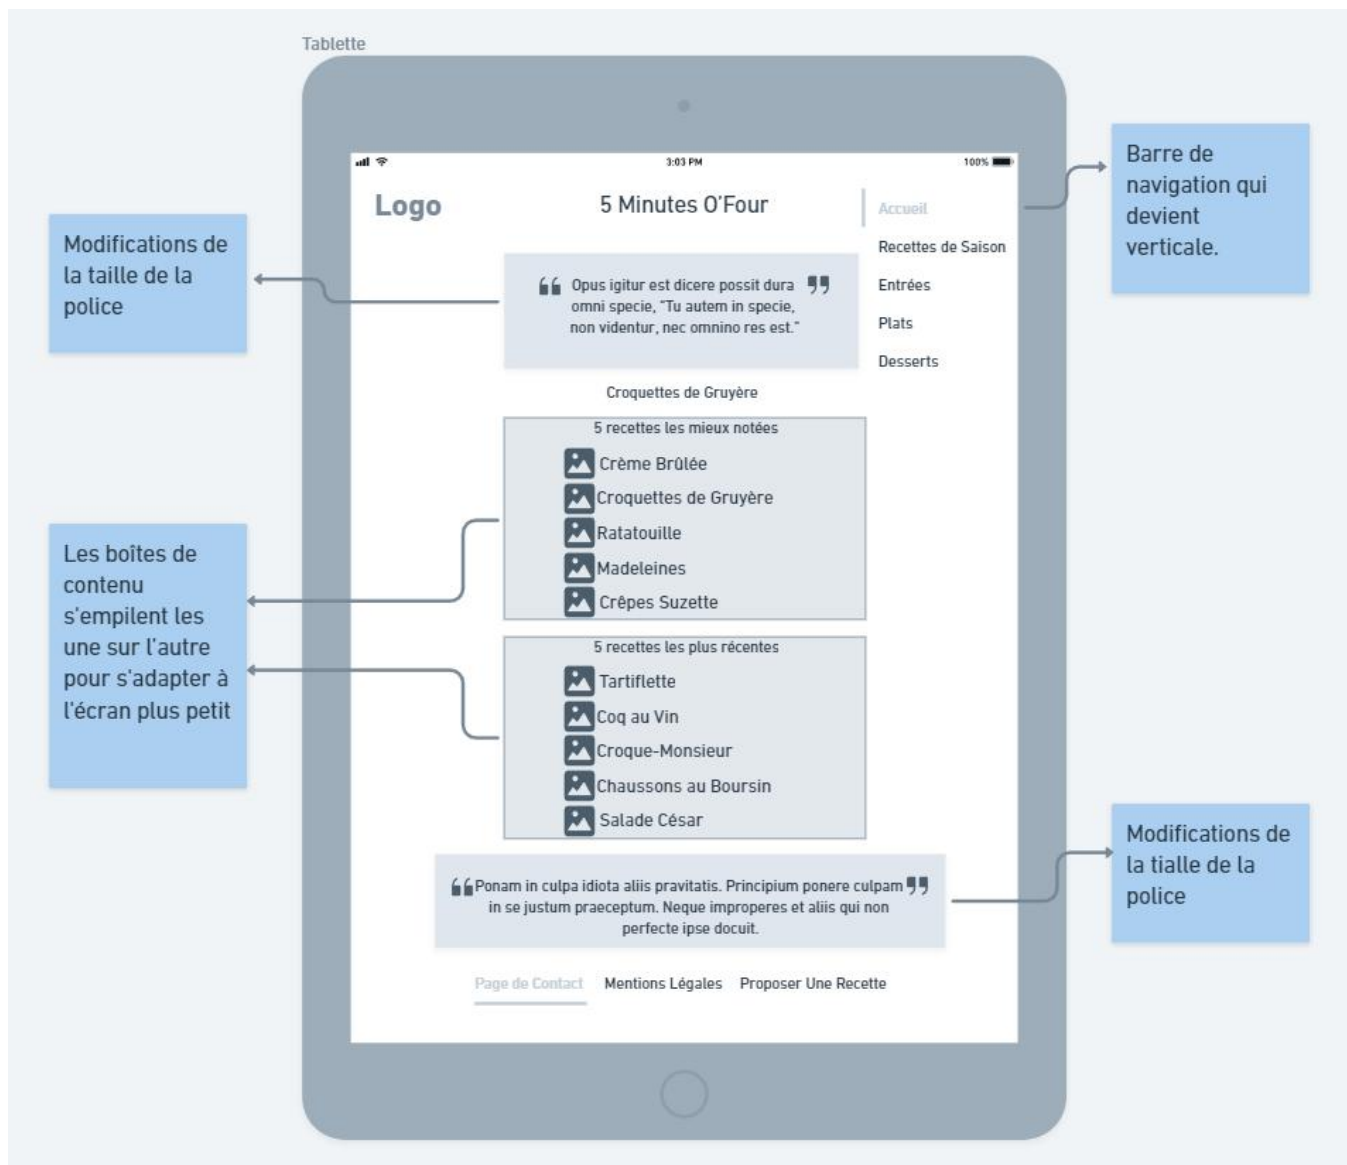 Tablette
3:03 PM
100%
Logo
5 Minutes O'Four
Accueil
Recettes de Saison
Entrées
Plats
Desserts
Barre de
navigation qui
devient
verticale.
Modifications de
la taille de la
police
❝ Opus igitur est dicere possit dura ❞
omni specie, "Tu autem in specie,
non videntur, nec omnino res est."
Croquettes de Gruyère
5 recettes les mieux notées
Crème Brûlée
Croquettes de Gruyère
Ratatouille
Madeleines
Crêpes Suzette
Les boîtes de
contenu
s'empilent les
une sur l'autre
pour s'adapter à
l'écran plus petit
5 recettes les plus récentes
Tartiflette
Coq au Vin
Croque-Monsieur
Chaussons au Boursin
Salade César
❝ Ponam in culpa idiota aliis pravitatis. Principium ponere culpam ❞
in se justum praeceptum. Neque improperes et aliis qui non
perfecte ipse docuit.
Modifications de
la tialle de la
police
Page de Contact
Mentions Légales
Proposer Une Recette